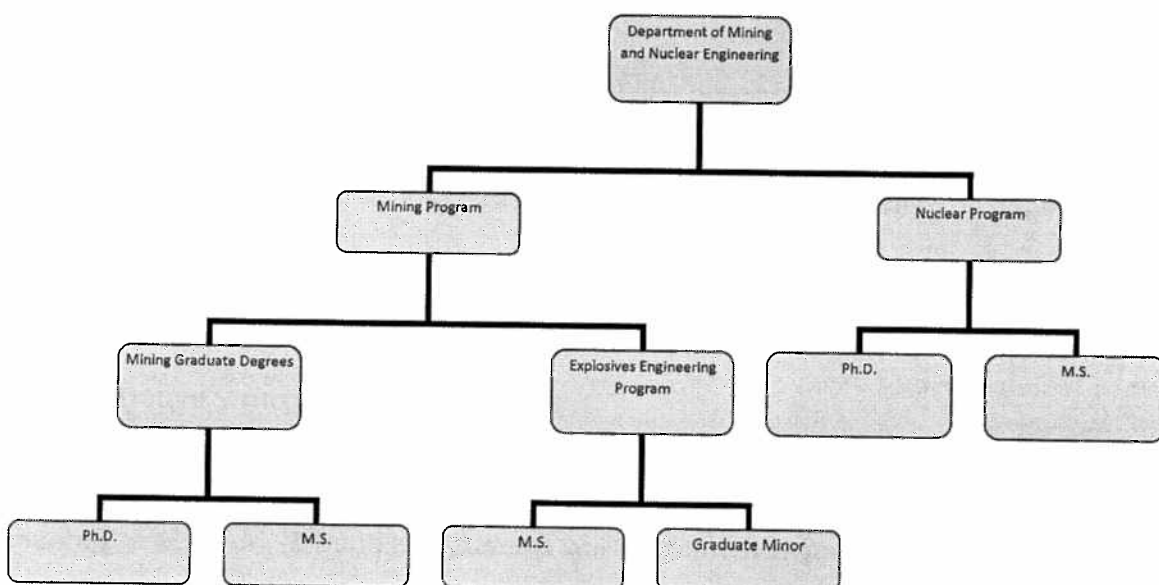 Department of Mining
and Nuclear Engineering
Mining Program
Nuclear Program
Mining Graduate Degrees
Explosives Engineering
Program
Ph.D.
M.S.
Ph.D.
M.S.
M.S.
Graduate Minor